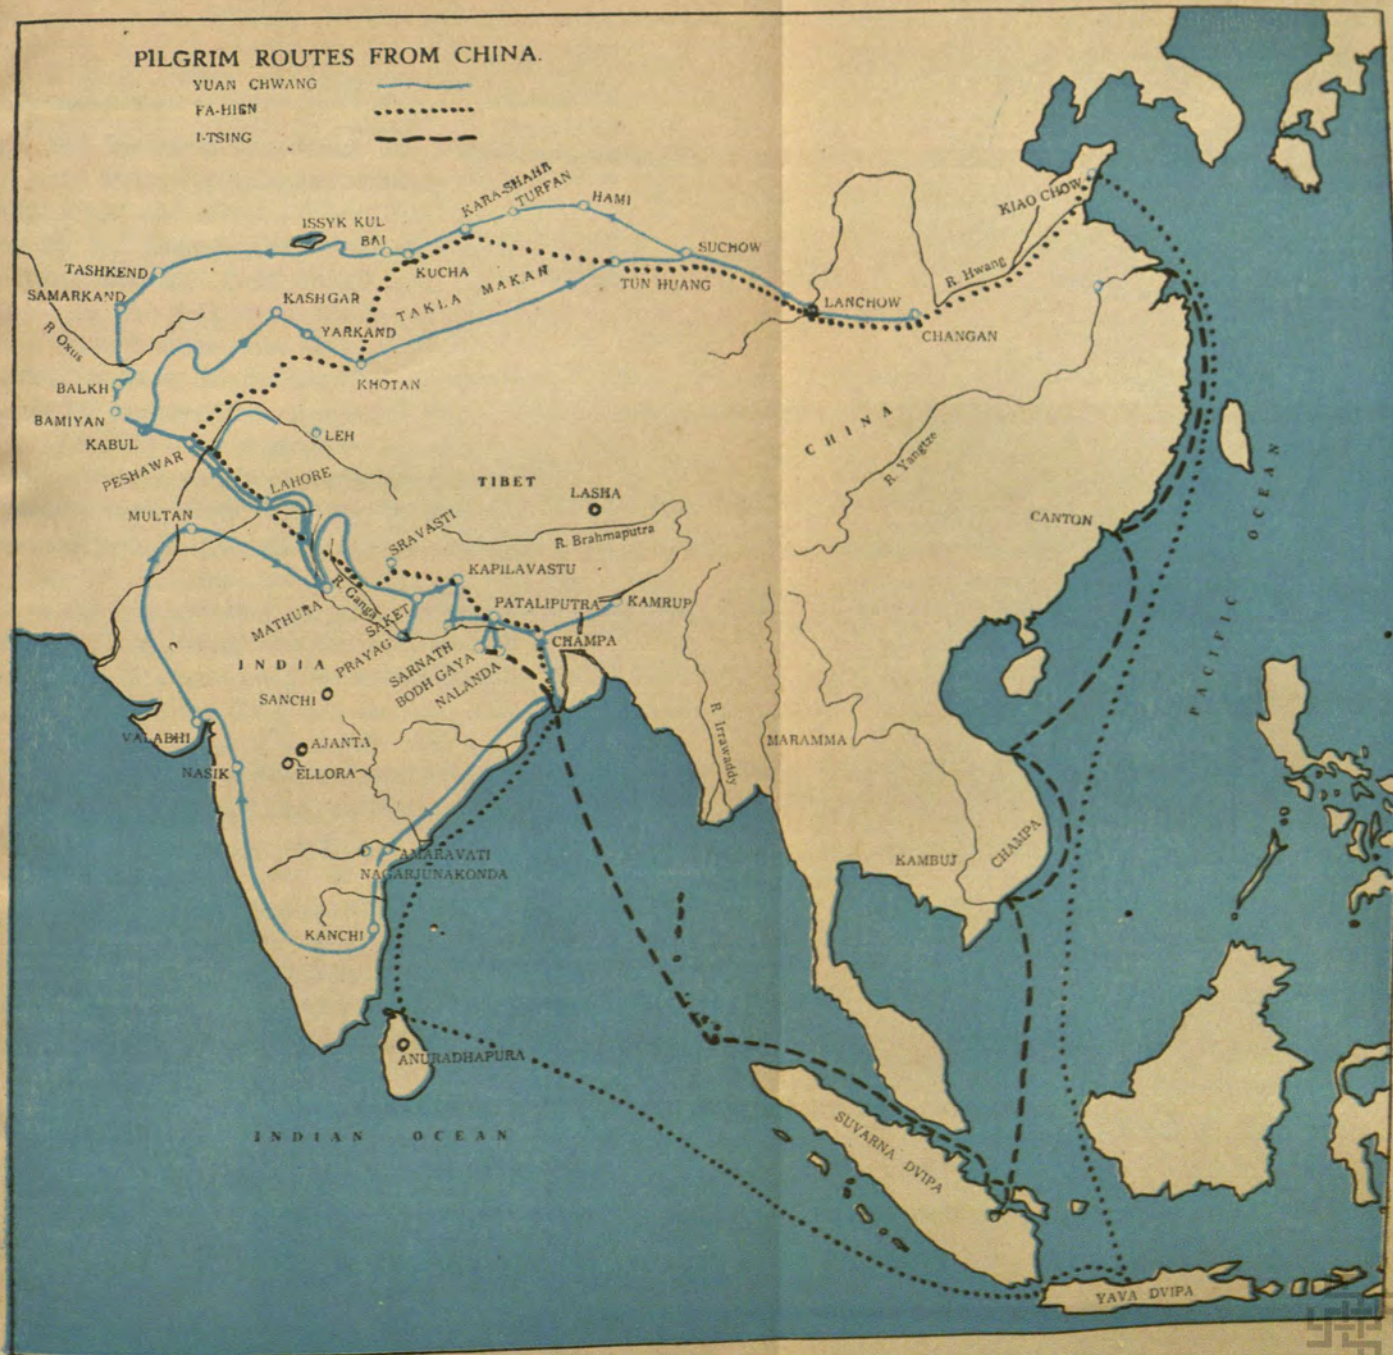 PILGRIM ROUTES FROM CHINA.
YUAN CHWANG
FA-HIEN
I-TSING
KARA-SHAHR
TURFAN
HAMI
KIAO CHOW
ISSYK KUL
BAI
SUCHOW
TASHKEND
KUCHA
R. Hwang
TUN HUANG
SAMARKAND
KASHGAR
TAKLA MAKAN
LANCHOW
R. Oxus
YARKAND
CHANGAN
BALKH
KHOTAN
BAMIYAN
CHINA
KABUL
LEH
R. Yangtze
PESHAWAR
LAHORE
TIBET
LASHA
MULTAN
SRAVASTI
R. Brahmaputra
CANTON
PACIFIC OCEAN
KAPILAVASTU
R. Ganga
MATHURA
SAKET
PATALIPUTRA
KAMRUP
PRAYAG
CHAMPA
INDIA
SARNATH
BODH GAYA
NALANDA
SANCHI
VALABHI
AJANTA
R. Irrawaddy
MARAMMA
NASIK
ELLORA
AMARAVATI
NAGARJUNAKONDA
KAMBUJ
CHAMPA
KANCHI
ANURADHAPURA
INDIAN OCEAN
SUVARNA DVIPA
YAVA DVIPA